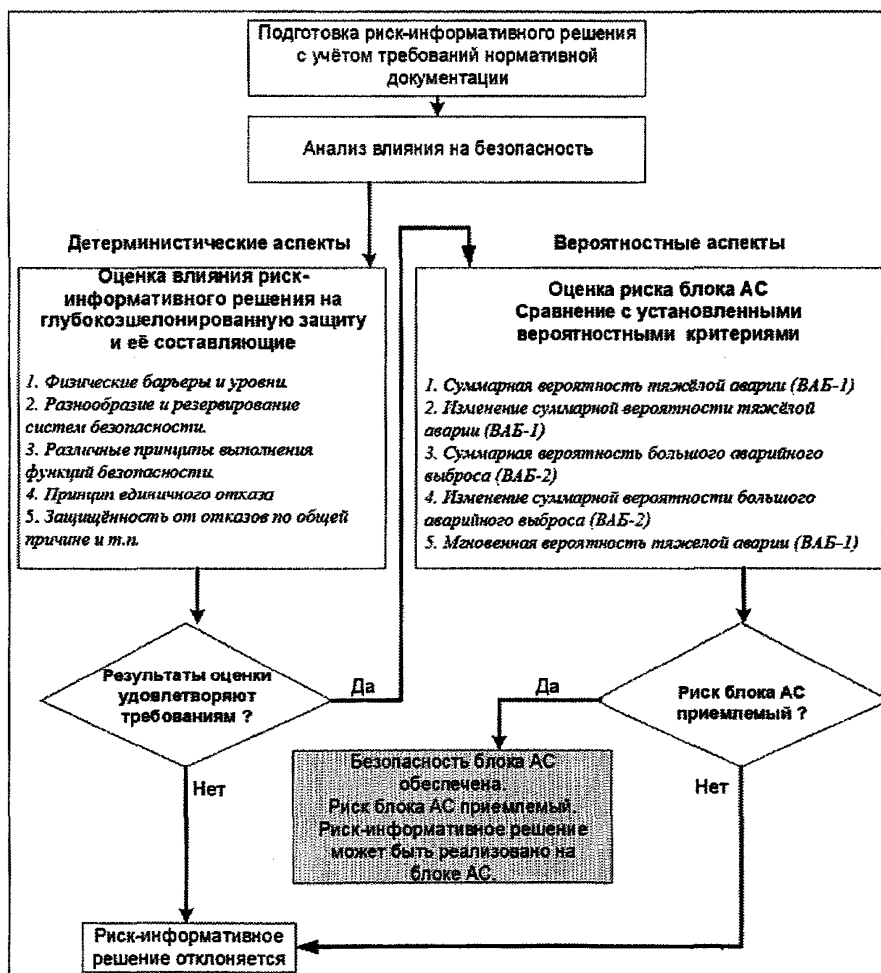 Подготовка риск-информативного решения
с учётом требований нормативной
документации
Анализ влияния на безопасность
Детерминистические аспекты
Оценка влияния риск-
информативного решения на
глубокоэшелонированную защиту
и её составляющие
1. Физические барьеры и уровни.
2. Разнообразие и резервирование
систем безопасности.
3. Различные принципы выполнения
функций безопасности.
4. Принцип единичного отказа
5. Защищённость от отказов по общей
причине и т.п.
Вероятностные аспекты
Оценка риска блока АС
Сравнение с установленными
вероятностными критериями
1. Суммарная вероятность тяжёлой аварии (ВАБ-1)
2. Изменение суммарной вероятности тяжёлой
аварии (ВАБ-1)
3. Суммарная вероятность большого аварийного
выброса (ВАБ-2)
4. Изменение суммарной вероятности большого
аварийного выброса (ВАБ-2)
5. Мгновенная вероятность тяжелой аварии (ВАБ-1)
Результаты оценки
удовлетворяют
требованиям ?
Да
Нет
Риск блока АС
приемлемый ?
Да
Нет
Безопасность блока АС
обеспечена.
Риск блока АС приемлемый.
Риск-информативное решение
может быть реализовано на
блоке АС.
Риск-информативное
решение отклоняется